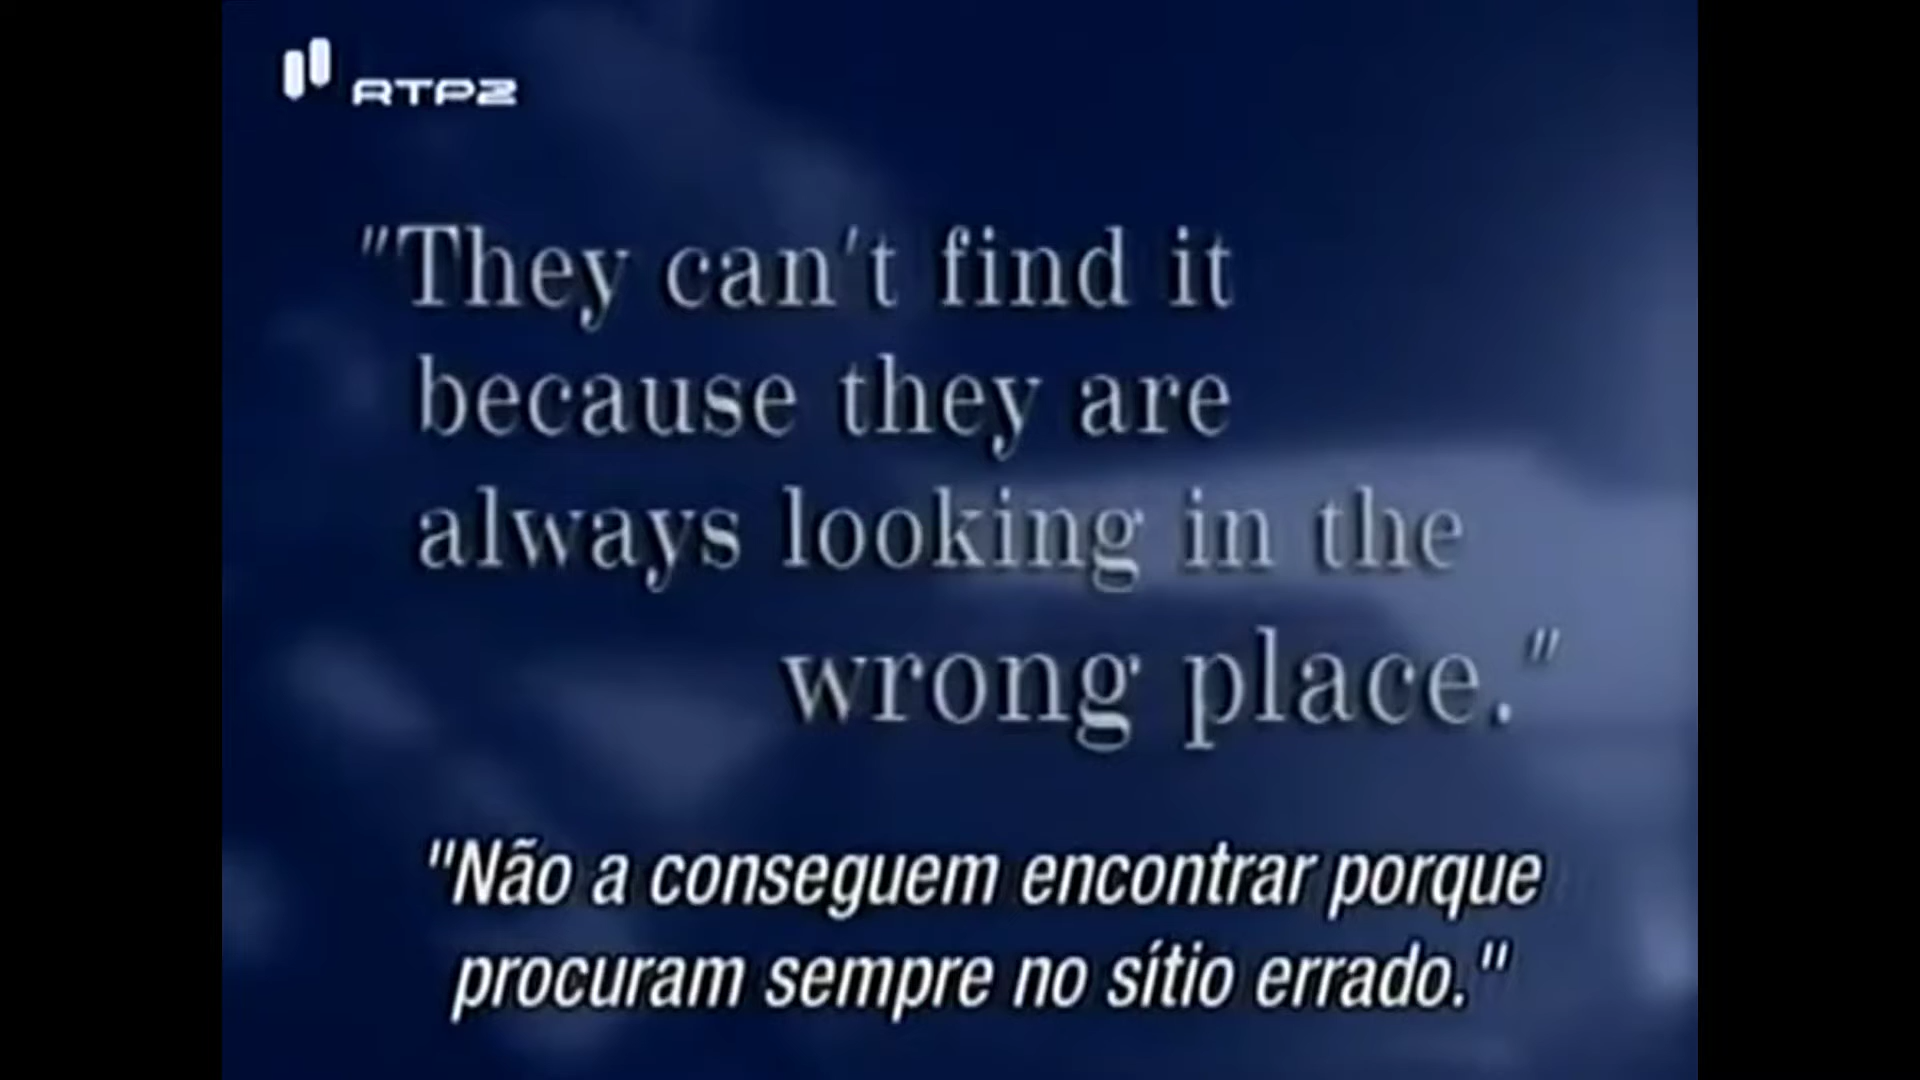 RTP2
"They can't find it
because they are
always looking in the
wrong place."
"Não a conseguem encontrar porque
procuram sempre no sítio errado."